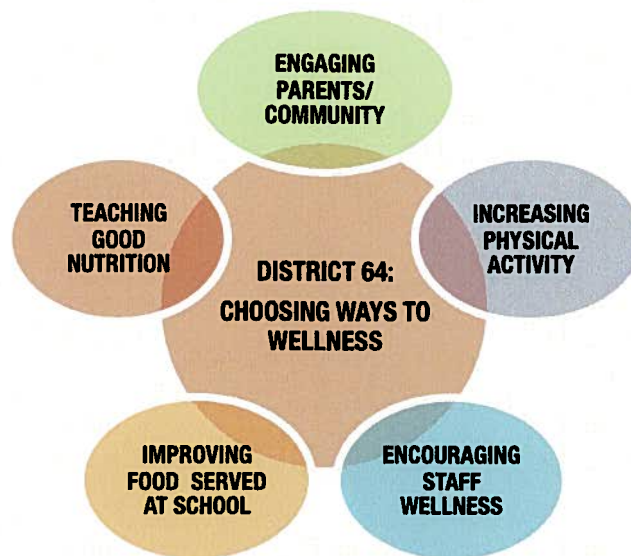 ENGAGING
PARENTS/
COMMUNITY
TEACHING
GOOD
NUTRITION
INCREASING
PHYSICAL
ACTIVITY
DISTRICT 64:
CHOOSING WAYS TO
WELLNESS
IMPROVING
FOOD SERVED
AT SCHOOL
ENCOURAGING
STAFF
WELLNESS